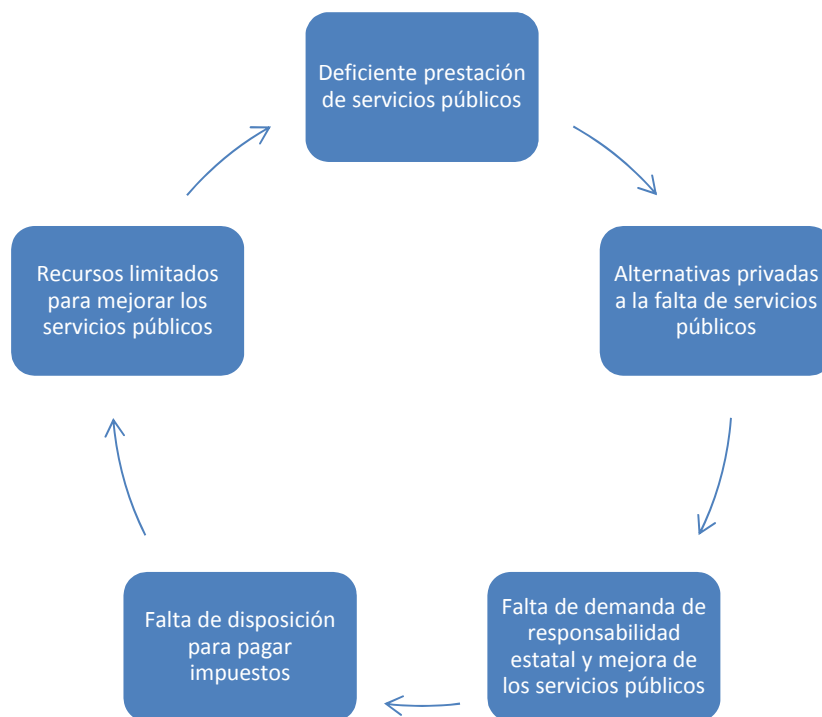 Deficiente prestación
de servicios públicos
Alternativas privadas
a la falta de servicios
públicos
Falta de demanda de
responsabilidad
estatal y mejora de
los servicios públicos
Falta de disposición
para pagar
impuestos
Recursos limitados
para mejorar los
servicios públicos